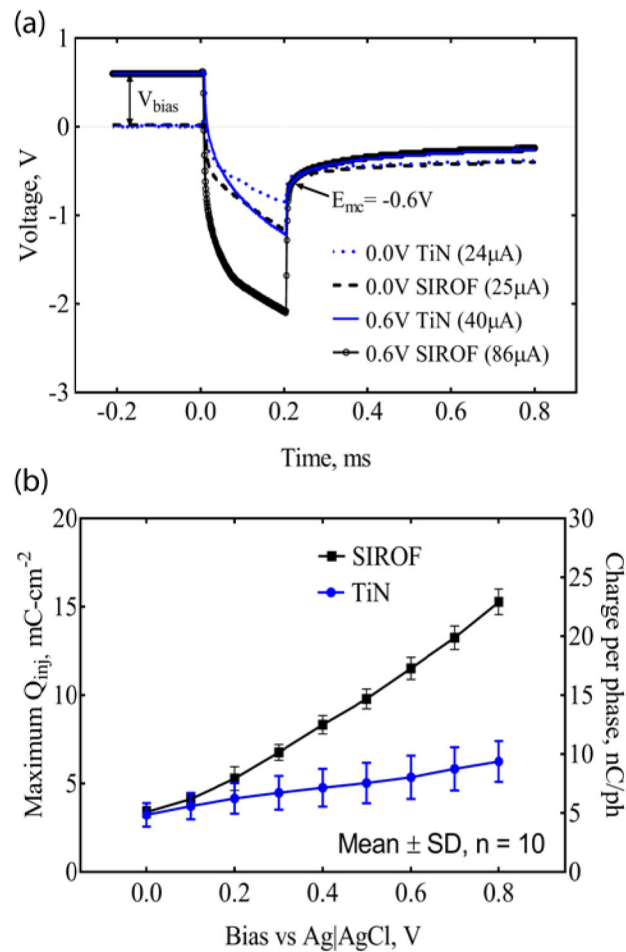 (a)
1
0
-1
-2
-3
Voltage, V
V_bias
E_mc= -0.6V
0.0V TiN (24μA)
0.0V SIROF (25μA)
0.6V TiN (40μA)
0.6V SIROF (86μA)
-0.2 0.0 0.2 0.4 0.6 0.8
Time, ms
(b)
20
15
10
5
0
Maximum Q_inj, mC-cm⁻²
SIROF
TiN
30
25
20
15
10
5
0
Charge per phase, nC/ph
Mean ± SD, n = 10
0.0 0.2 0.4 0.6 0.8
Bias vs Ag|AgCl, V